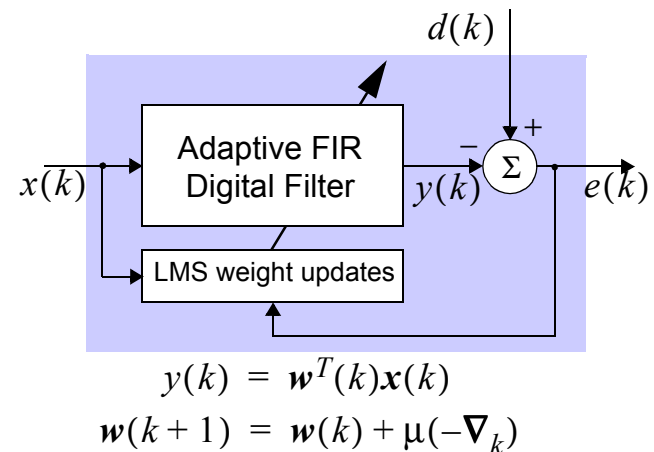 d(k)
Adaptive FIR
Digital Filter
− +
Σ
x(k)
y(k)
e(k)
LMS weight updates
y(k) = w^T(k)x(k)
w(k + 1) = w(k) + μ(−∇_k)